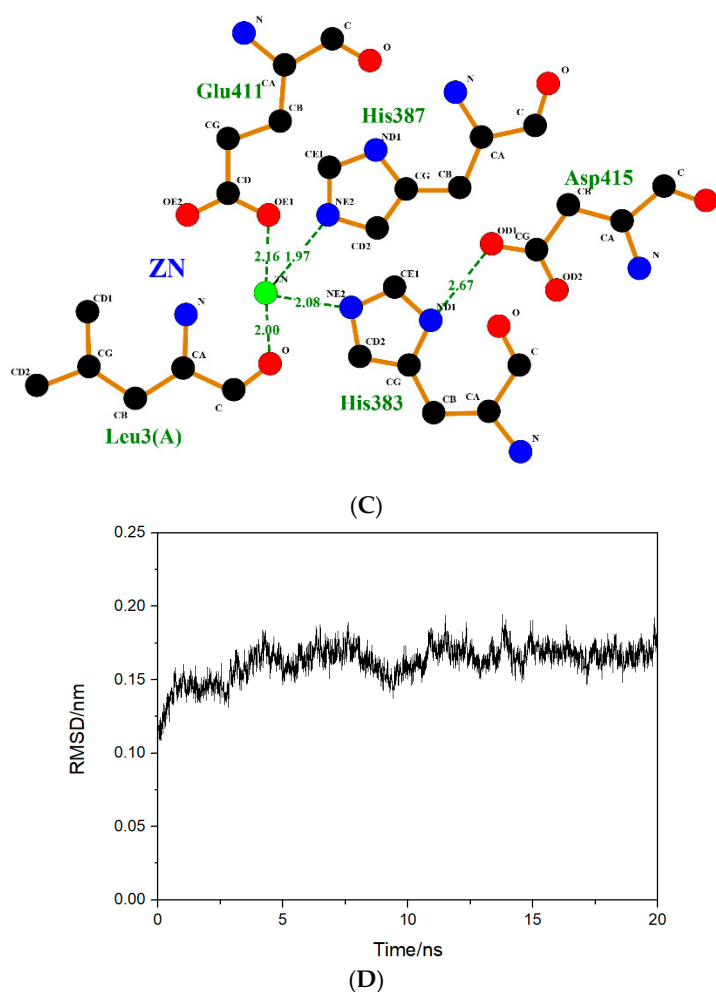 N
C
O
CA
Glu411
CB
CG
CD
OE2
OE1
N
O
His387
ND1
CE1
C
CA
CG
CB
NE2
CD2
Asp415
C
CB
CA
OD1
CG
N
OD2
2.16
1.97
2.67
ZN
ZN
2.08
CE1
NE2
ND1
2.00
CD1
N
O
O
C
CD2
CG
CA
CD2
CG
CB
C
His383
CB
CA
N
Leu3(A)
(C)
0.25
0.20
0.15
0.10
0.05
0.00
RMSD/nm
0
5
10
15
20
Time/ns
(D)